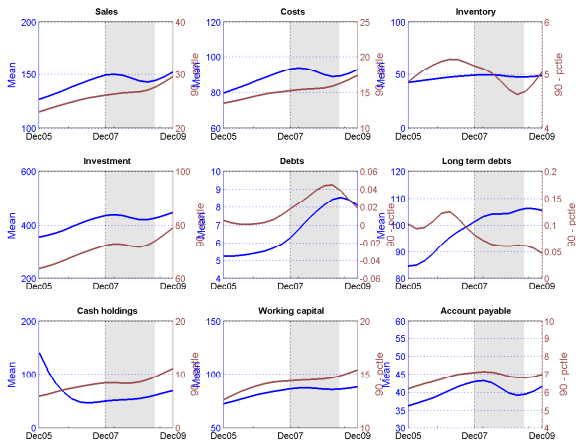 Sales
Costs
Inventory
200
150
100
Mean
40
30
20
90 - pctle
Dec05
Dec07
Dec09
120
100
80
60
Mean
25
20
15
10
90 - pctle
Dec05
Dec07
Dec09
100
50
0
Mean
6
5
4
90 - pctle
Dec05
Dec07
Dec09
Investment
Debts
Long term debts
600
400
200
Mean
100
80
60
90 - pctle
Dec05
Dec07
Dec09
10
9
8
7
6
5
4
Mean
0.06
0.04
0.02
0
-0.02
-0.04
-0.06
90 - pctle
Dec05
Dec07
Dec09
120
110
100
90
80
Mean
0.2
0.15
0.1
0.05
0
90 - pctle
Dec05
Dec07
Dec09
Cash holdings
Working capital
Account payable
200
100
0
Mean
20
10
0
90 - pctle
Dec05
Dec07
Dec09
150
100
50
Mean
20
15
10
90 - pctle
Dec05
Dec07
Dec09
60
55
50
45
40
35
30
Mean
10
9
8
7
6
5
4
90 - pctle
Dec05
Dec07
Dec09